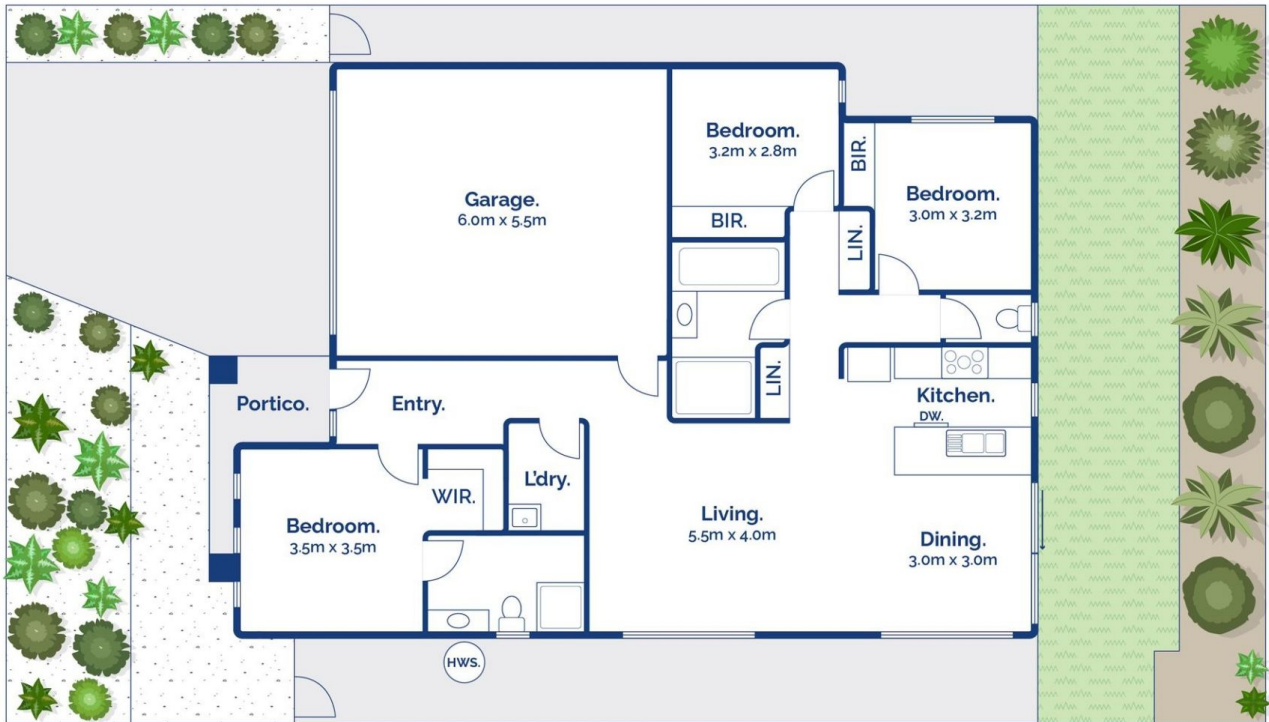 Bedroom.
3.2m x 2.8m
BIR.
Bedroom.
3.0m x 3.2m
Garage.
6.0m x 5.5m
BIR.
LIN.
LIN.
Kitchen.
DW.
Portico.
Entry.
WIR.
L'dry.
Bedroom.
3.5m x 3.5m
Living.
5.5m x 4.0m
Dining.
3.0m x 3.0m
HWS.